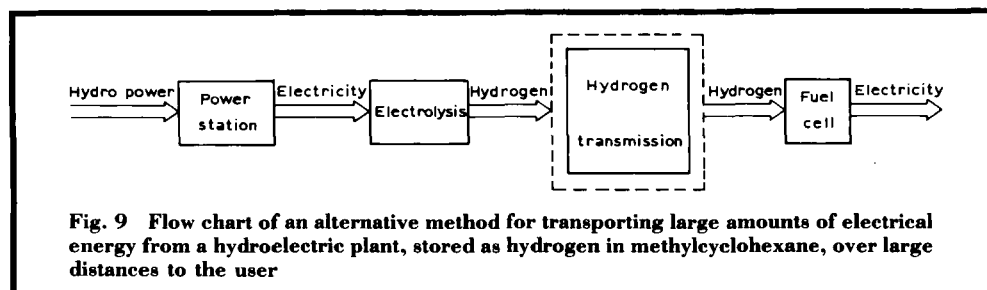 Hydro power
Power
station
Electricity
Electrolysis
Hydrogen
Hydrogen
transmission
Hydrogen
Fuel
cell
Electricity
Fig. 9 Flow chart of an alternative method for transporting large amounts of electrical
energy from a hydroelectric plant, stored as hydrogen in methylcyclohexane, over large
distances to the user